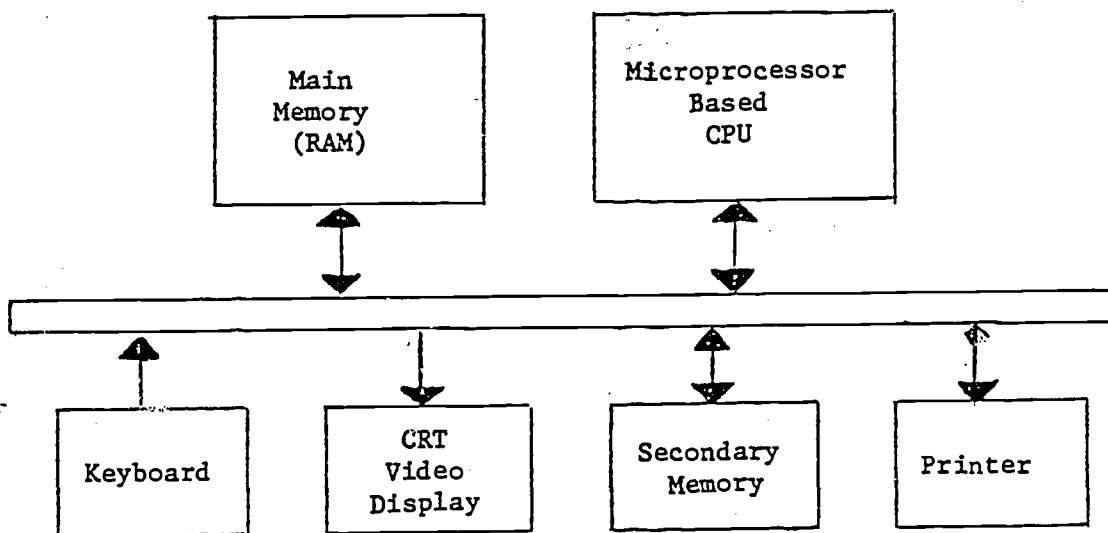 Main
Memory
(RAM)
Microprocessor
Based
CPU
Keyboard
CRT
Video
Display
Secondary
Memory
Printer